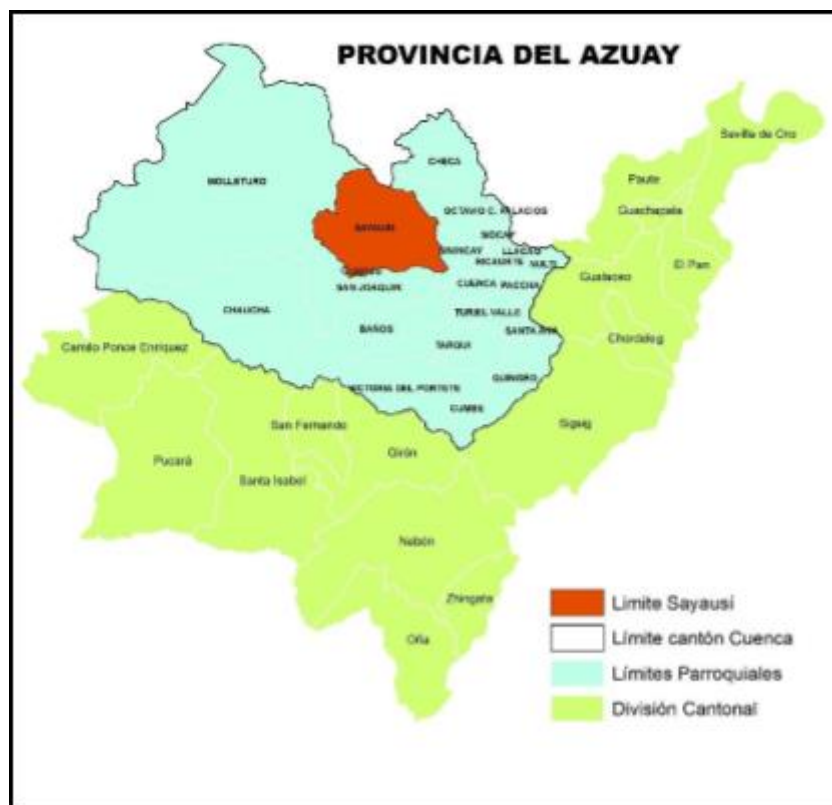 PROVINCIA DEL AZUAY
Sevilla de Oro
CHECA
MOLLETURO
Paute
OCTAVIO C. PALACIOS
Guachapala
SAYAUSI
SIDCAY
SININCAY
LLACAO
RICAURTE
NULTI
El Pan
Gualaceo
SAN JOAQUIN
CUENCA
PACCHA
CHAUCHA
TURI
EL VALLE
BAÑOS
SANTA ANA
Chordeleg
Camilo Ponce Enriquez
TARQUI
QUINGEO
VICTORIA DEL PORTETE
CUMBE
San Fernando
Sigsig
Girón
Pucará
Santa Isabel
Nabón
Zhingata
Oña
Limite Sayausí
Límite cantón Cuenca
Límites Parroquiales
División Cantonal